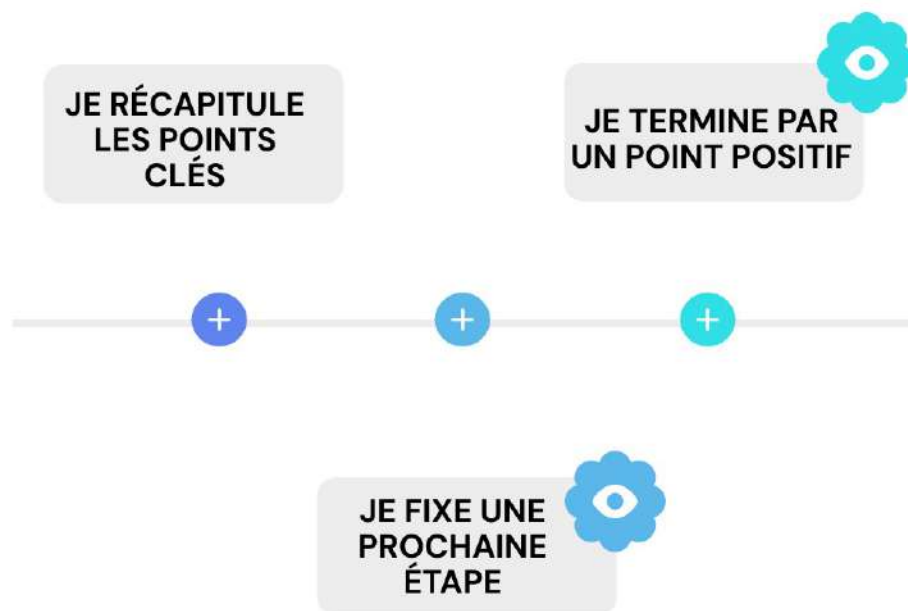 JE RÉCAPITULE
LES POINTS
CLÉS
JE TERMINE PAR
UN POINT POSITIF
JE FIXE UNE
PROCHAINE
ÉTAPE